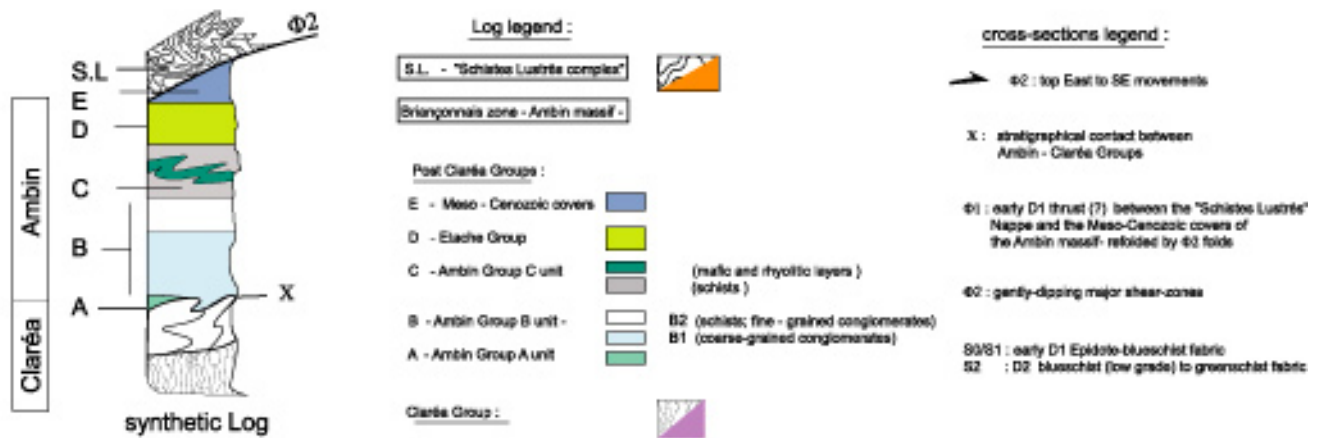 Φ2
S.L
E
D
C
B
A
X
Ambin
Claréa
synthetic Log
Log legend :
S.L. - "Schistes Lustrés complex"
Briançonnais zone - Ambin massif -
Post Claréa Groups :
E - Meso - Cenozoic covers
D - Etache Group
C - Ambin Group C unit
(mafic and rhyolitic layers )
(schists )
B - Ambin Group B unit -
B2 (schists; fine - grained conglomerates)
B1 (coarse-grained conglomerates)
A - Ambin Group A unit
Claréa Group :
cross-sections legend :
Φ2 : top East to SE movements
X : stratigraphical contact between
Ambin - Claréa Groups
Φ1 : early D1 thrust (?) between the "Schistes Lustrés"
Nappe and the Meso-Cenozoic covers of
the Ambin massif- refolded by Φ2 folds
Φ2 : gently-dipping major shear-zones
S0/S1 : early D1 Epidote-blueschist fabric
S2 : D2 blueschist (low grade) to greenschist fabric